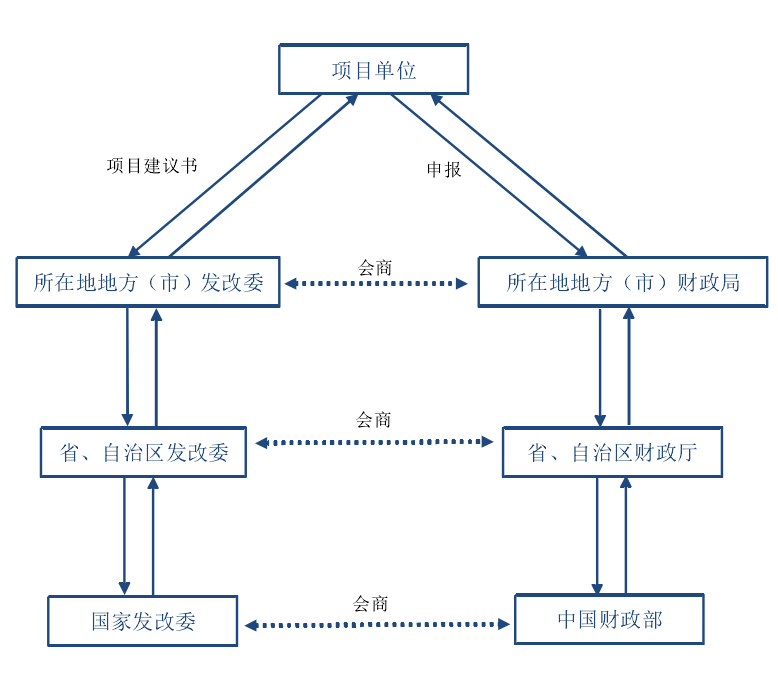 项目单位
项目建议书
申报
所在地地方（市）发改委
会商
所在地地方（市）财政局
省、自治区发改委
会商
省、自治区财政厅
国家发改委
会商
中国财政部